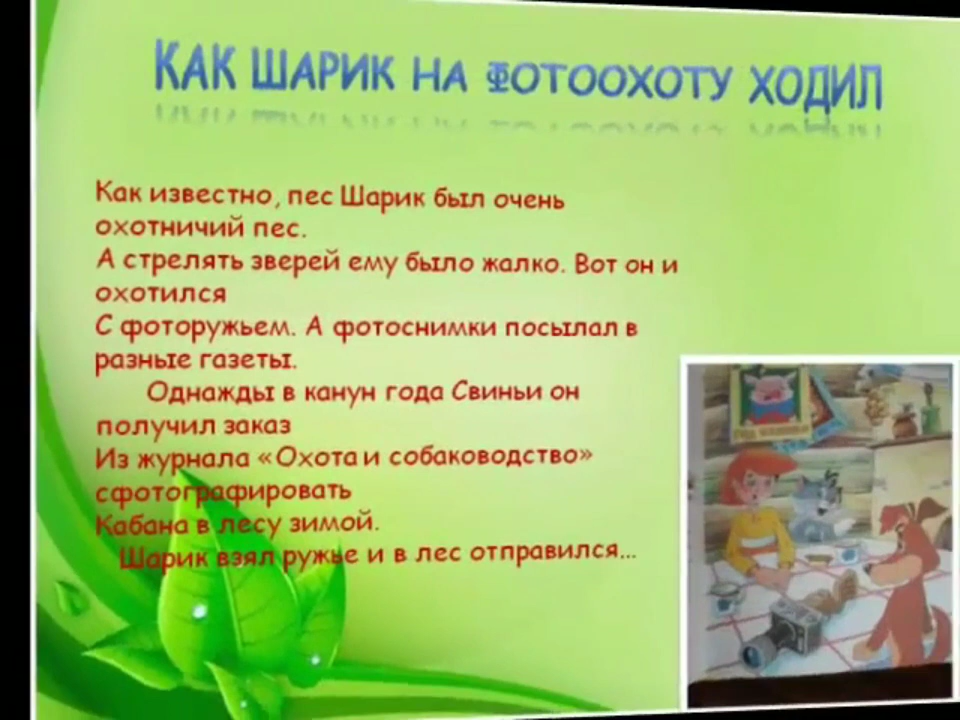 КАК ШАРИК НА ФОТООХОТУ ХОДИЛ
Как известно, пес Шарик был очень
охотничий пес.
А стрелять зверей ему было жалко. Вот он и
охотился
С фоторужьем. А фотоснимки посылал в
разные газеты.
Однажды в канун года Свиньи он
получил заказ
Из журнала «Охота и собаководство»
сфотографировать
Кабана в лесу зимой.
Шарик взял ружье и в лес отправился...